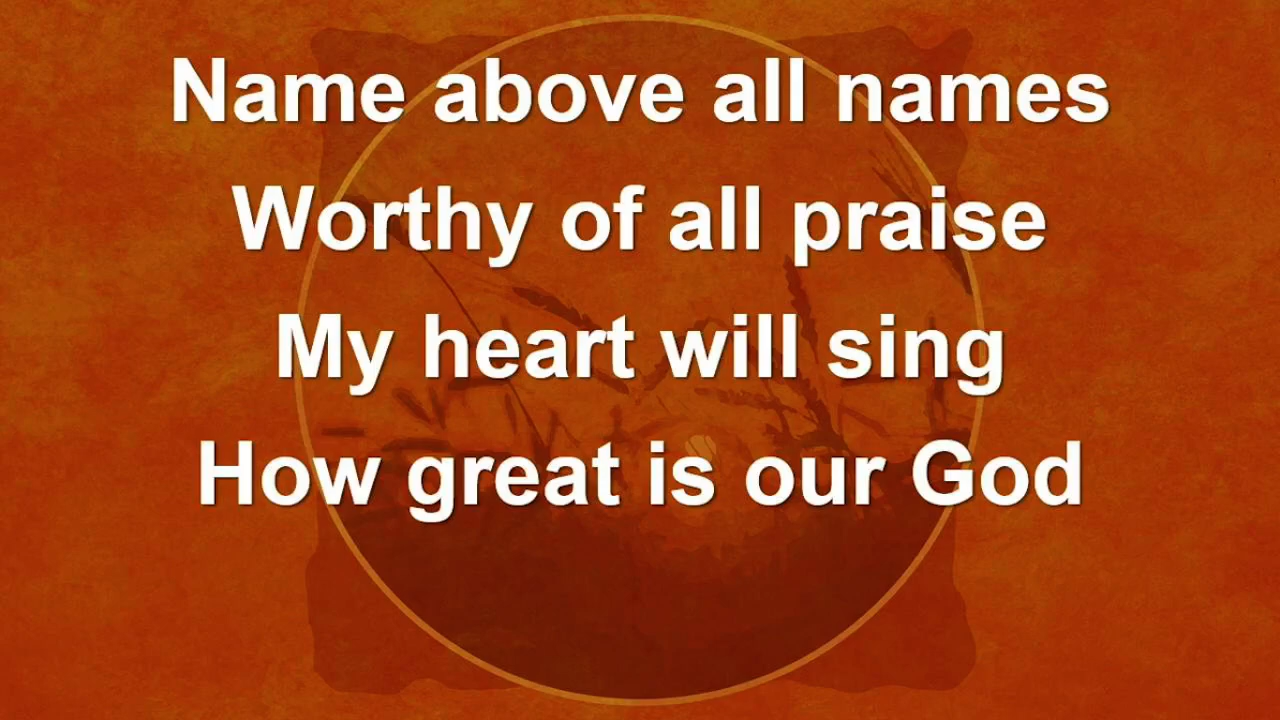 Name above all names
Worthy of all praise
My heart will sing
How great is our God